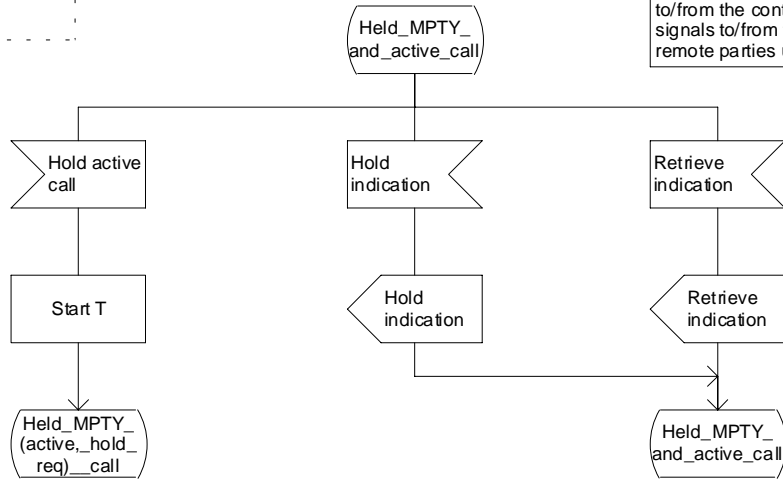 to/from the cont
signals to/from
remote parties (
Held_MPTY_
and_active_call
Hold active
call
Hold
indication
Retrieve
indication
Start T
Hold
indication
Retrieve
indication
Held_MPTY_
(active,_hold_
req)__call
Held_MPTY_
and_active_call